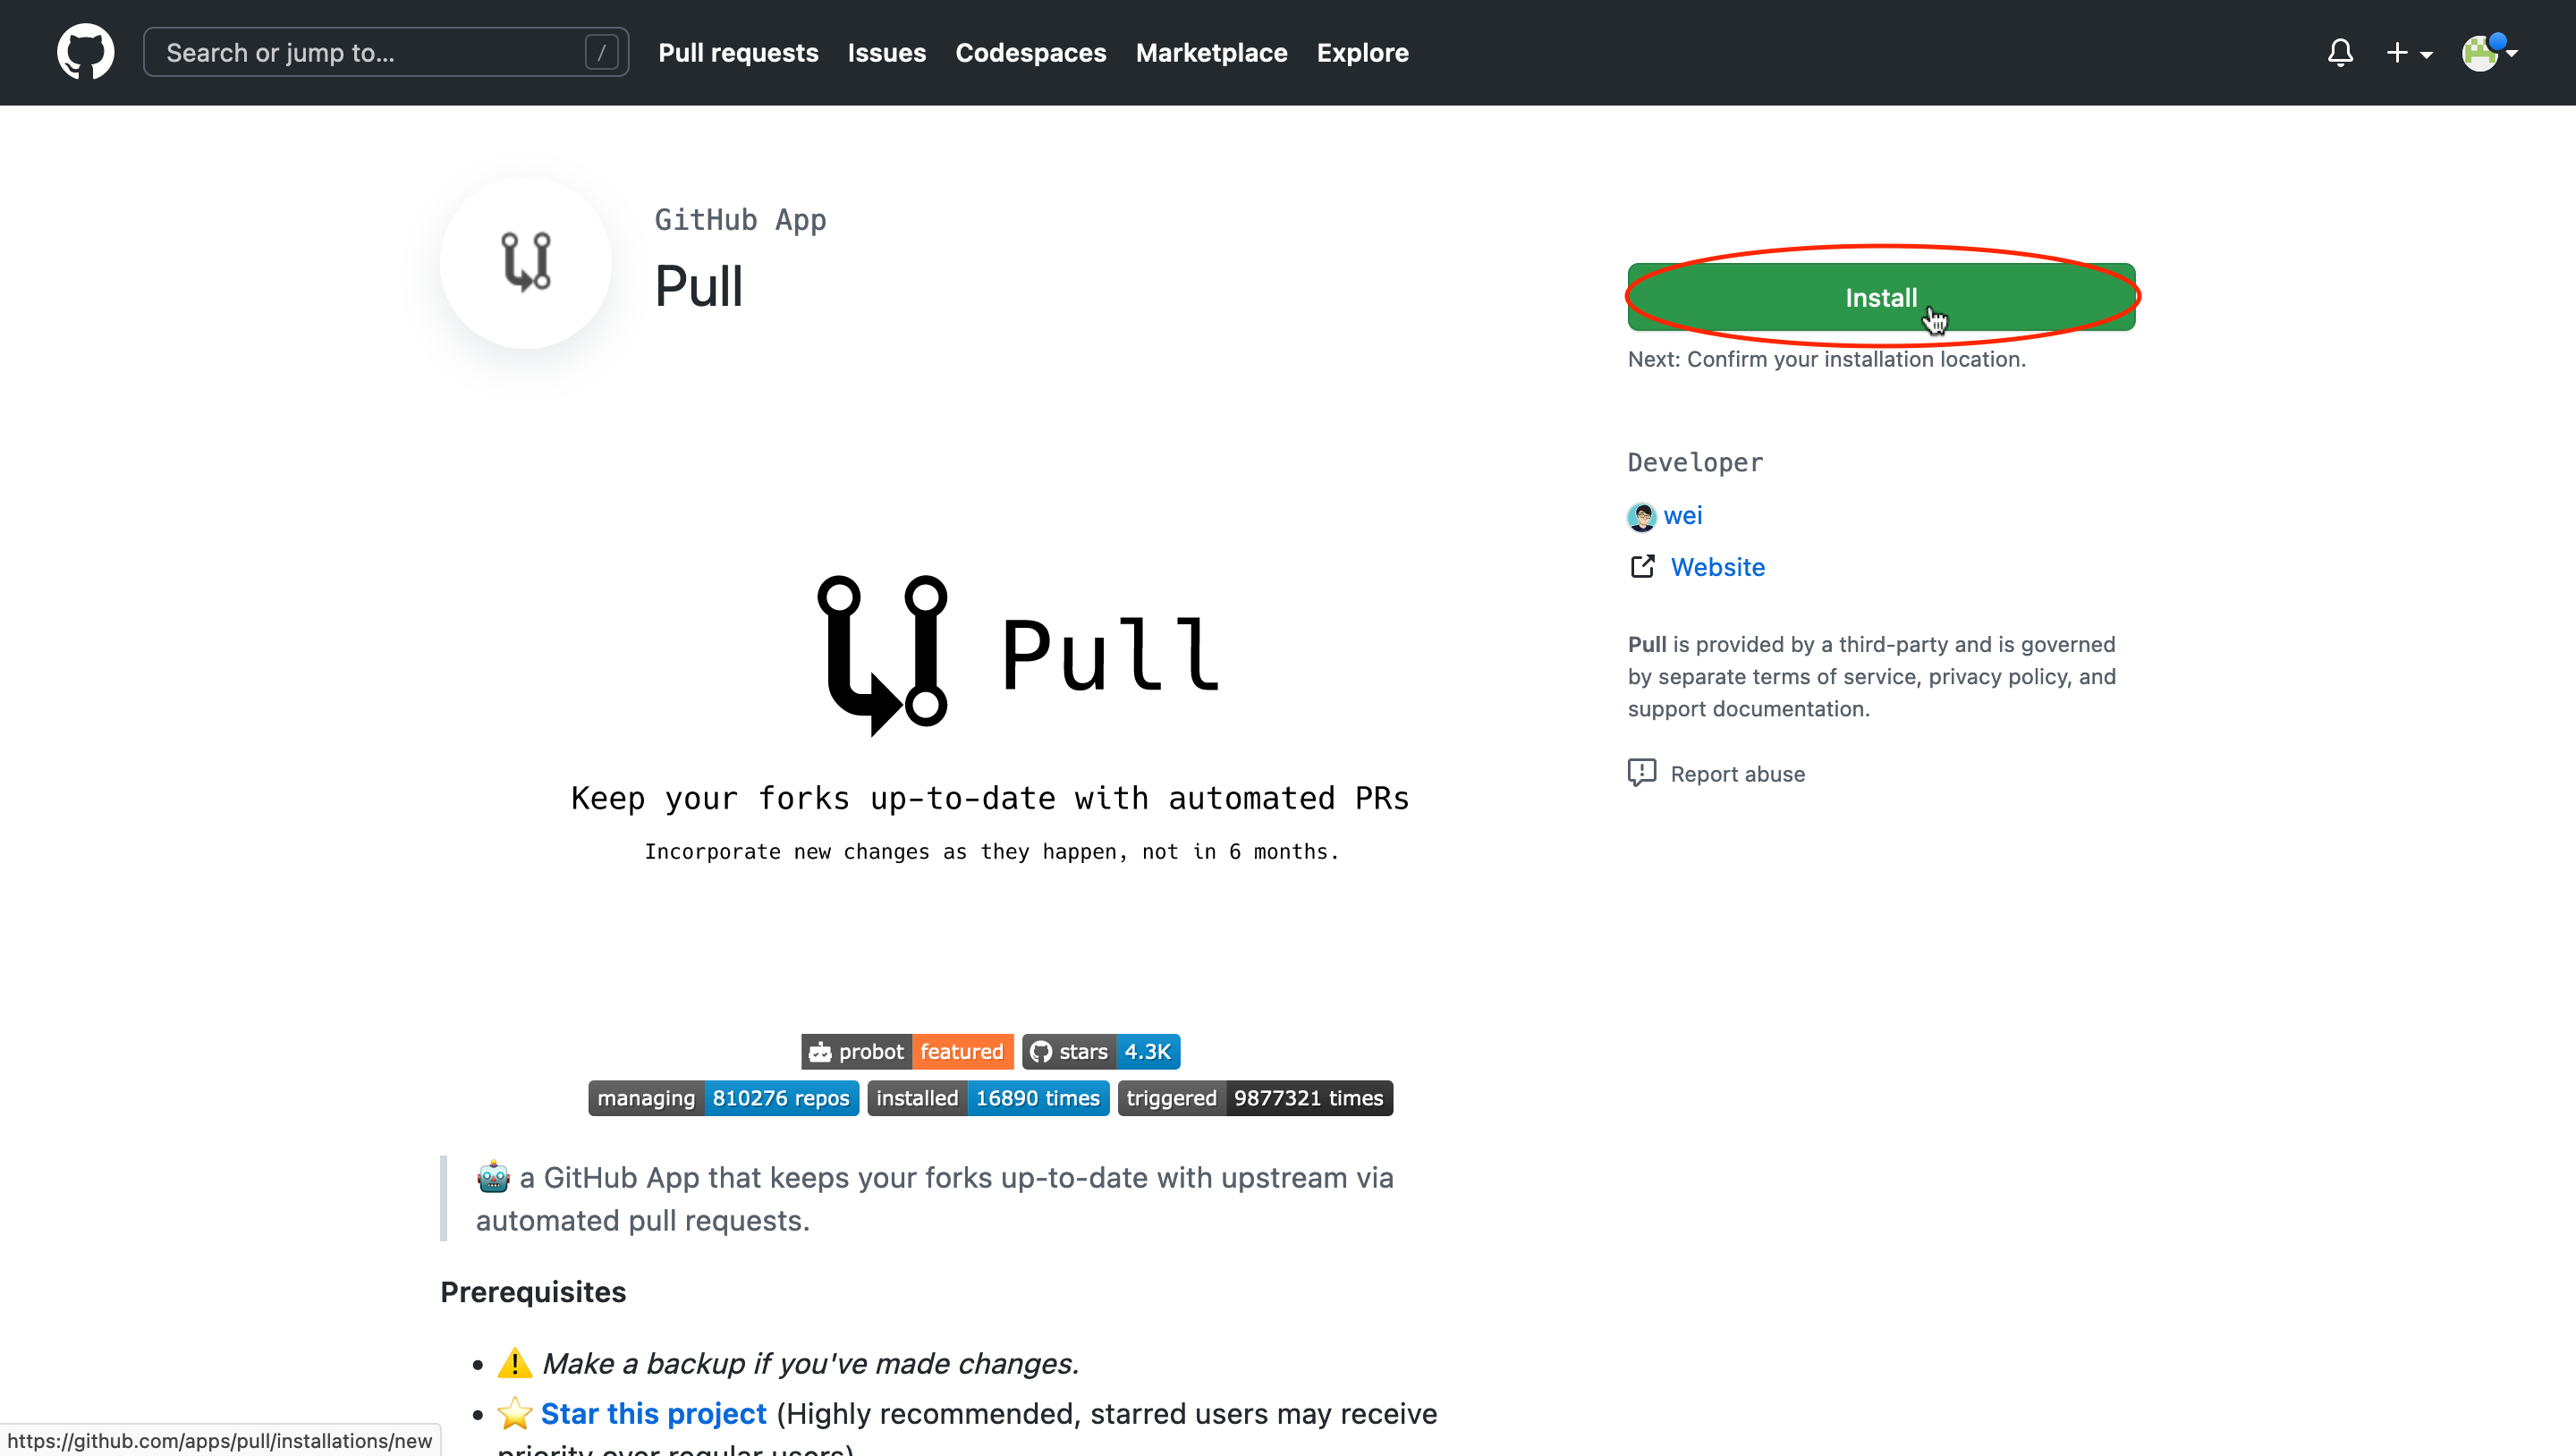 Search or jump to... /
Pull requests Issues Codespaces Marketplace Explore
GitHub App
Pull
Install
Next: Confirm your installation location.
Developer
wei
Website
Pull is provided by a third-party and is governed
by separate terms of service, privacy policy, and
support documentation.
Report abuse
Pull
Keep your forks up-to-date with automated PRs
Incorporate new changes as they happen, not in 6 months.
probot featured stars 4.3K
managing 810276 repos installed 16890 times triggered 9877321 times
a GitHub App that keeps your forks up-to-date with upstream via
automated pull requests.
Prerequisites
Make a backup if you've made changes.
Star this project (Highly recommended, starred users may receive
priority over regular users)
https://github.com/apps/pull/installations/new